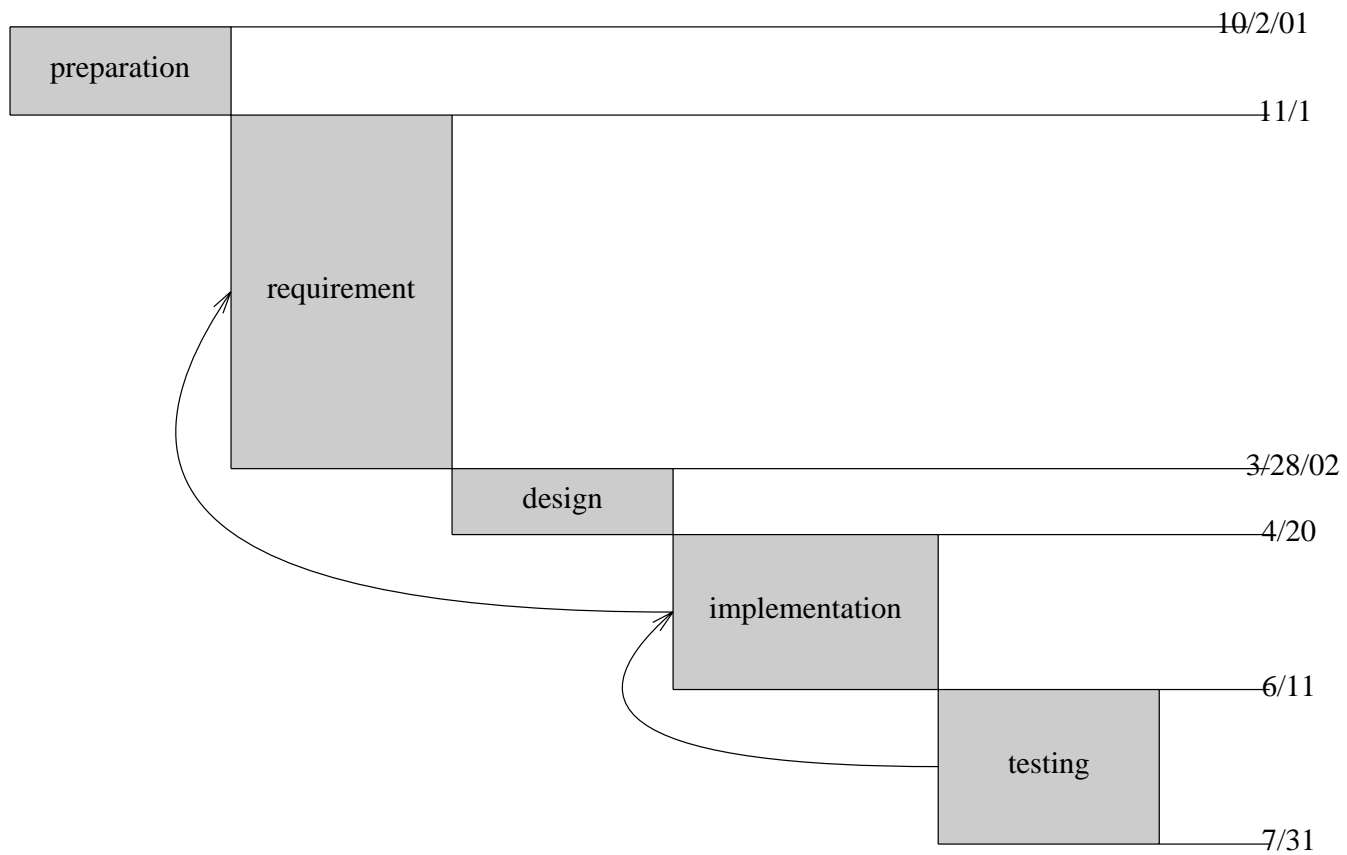 10/2/01
preparation
11/1
requirement
3/28/02
design
4/20
implementation
6/11
testing
7/31